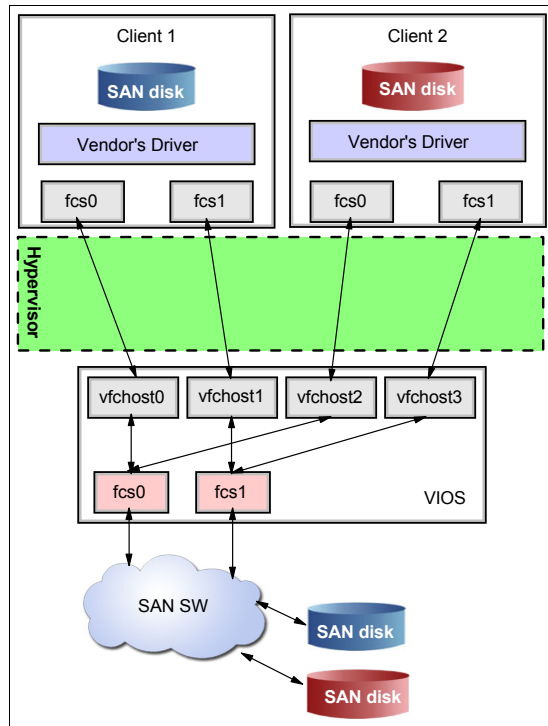 Client 1
Client 2
SAN disk
SAN disk
Vendor's Driver
Vendor's Driver
fcs0
fcs1
fcs0
fcs1
Hypervisor
vfchost0
vfchost1
vfchost2
vfchost3
fcs0
fcs1
VIOS
SAN SW
SAN disk
SAN disk